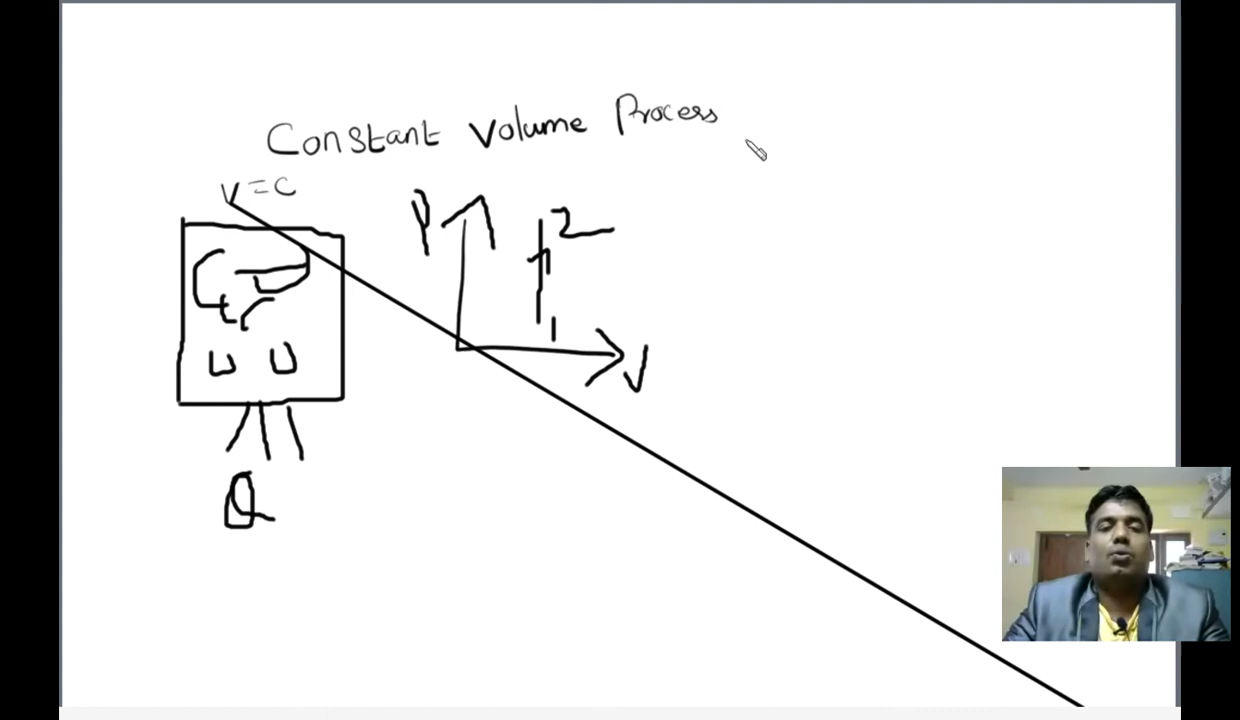 Constant Volume Process
V = C
P
2
1
V
Q